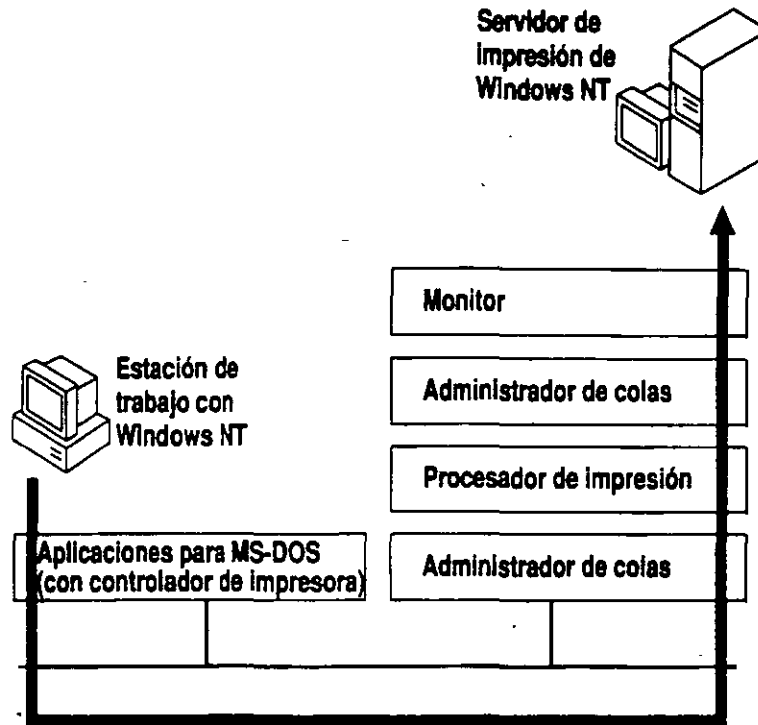 Servidor de
impresión de
Windows NT
Monitor
Estación de
trabajo con
Windows NT
Administrador de colas
Procesador de impresión
Aplicaciones para MS-DOS
(con controlador de impresora)
Administrador de colas